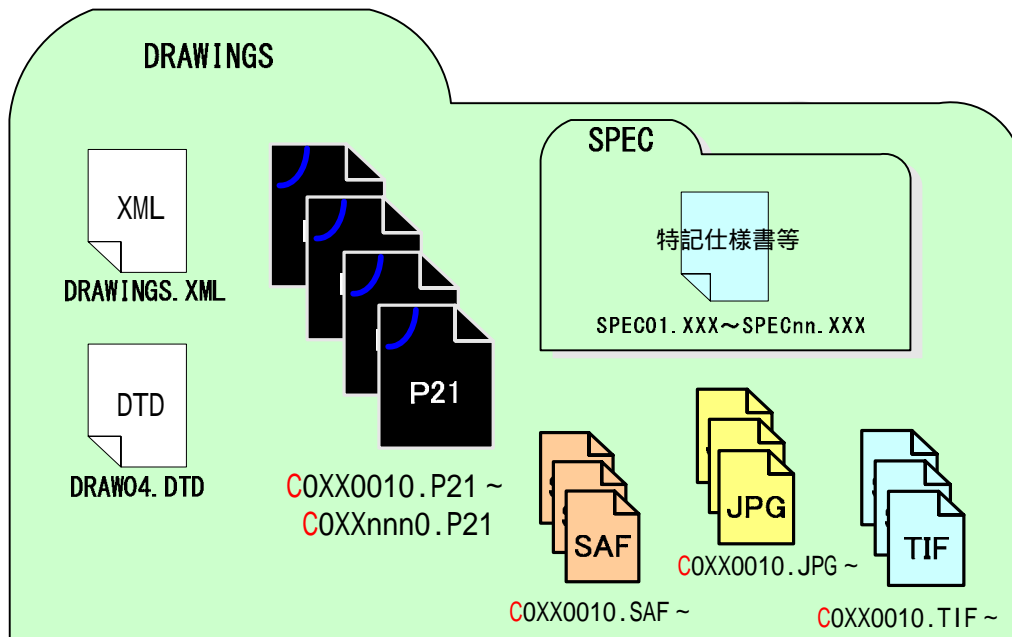 DRAWINGS
XML
DRAWINGS.XML
DTD
DRAW04.DTD
P21
C0XX0010.P21～
C0XXnnn0.P21
SPEC
特記仕様書等
SPEC01.XXX～SPECnn.XXX
SAF
C0XX0010.SAF～
JPG
C0XX0010.JPG～
TIF
C0XX0010.TIF～